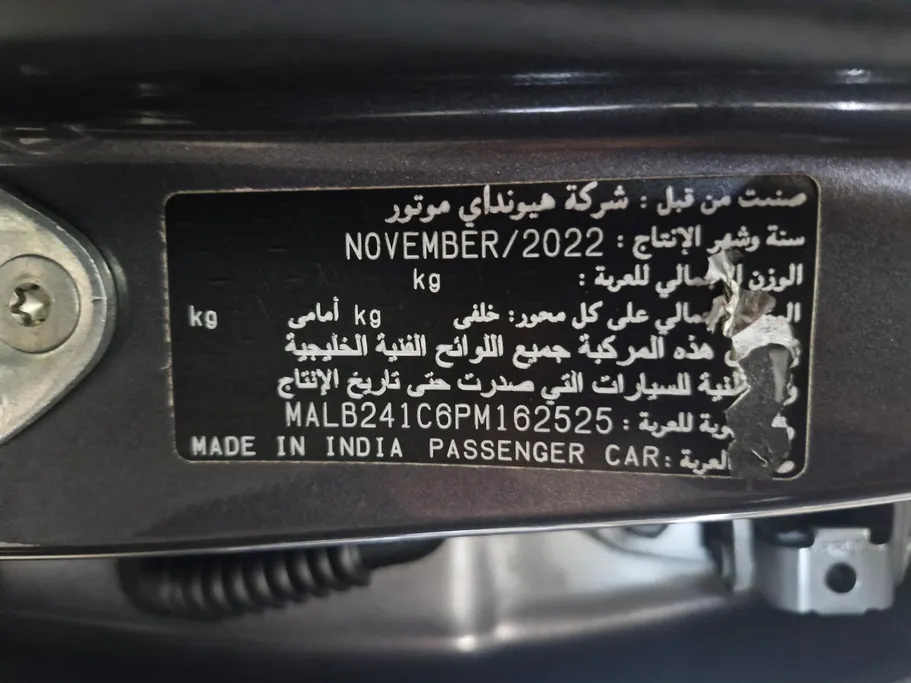 صنعت من قبل : شركة هيونداي موتور
سنة وشهر الإنتاج : NOVEMBER/2022
الوزن الإجمالي للعربة : kg
على كل محور: خلفى kg أمامى kg
هذه المركبة جميع اللوائح الفنية الخليجية
للسيارات التي صدرت حتى تاريخ الإنتاج
للعربة : MALB241C6PM162525
العربة : MADE IN INDIA PASSENGER CAR